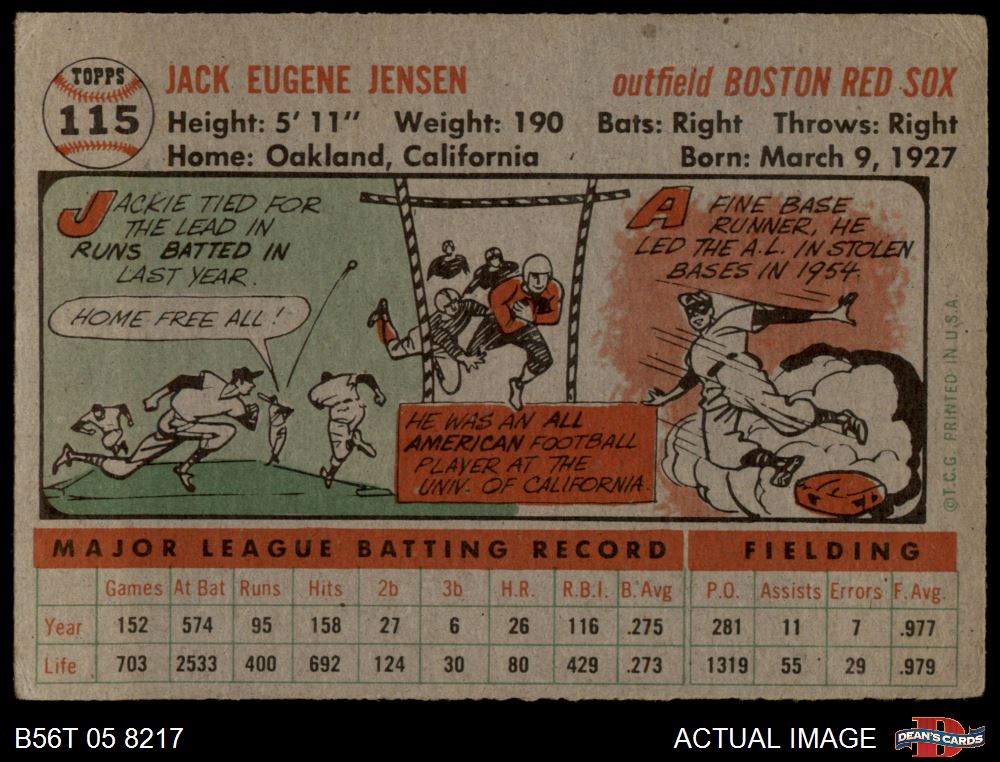 TOPPS
115
JACK EUGENE JENSEN
outfield BOSTON RED SOX
Height: 5' 11" Weight: 190 Bats: Right Throws: Right
Home: Oakland, California Born: March 9, 1927
JACKIE TIED FOR
THE LEAD IN
RUNS BATTED IN
LAST YEAR.
HOME FREE ALL!
HE WAS AN ALL
AMERICAN FOOTBALL
PLAYER AT THE
UNIV. OF CALIFORNIA.
A FINE BASE
RUNNER, HE
LED THE A.L. IN STOLEN
BASES IN 1954.
© T.C.G. PRINTED IN U.S.A.
MAJOR LEAGUE BATTING RECORD FIELDING
Games At Bat Runs Hits 2b 3b H.R. R.B.I. B. Avg P.O. Assists Errors F. Avg.
Year 152 574 95 158 27 6 26 116 .275 281 11 7 .977
Life 703 2533 400 692 124 30 80 429 .273 1319 55 29 .979
B56T 05 8217
ACTUAL IMAGE
DEAN'S CARDS